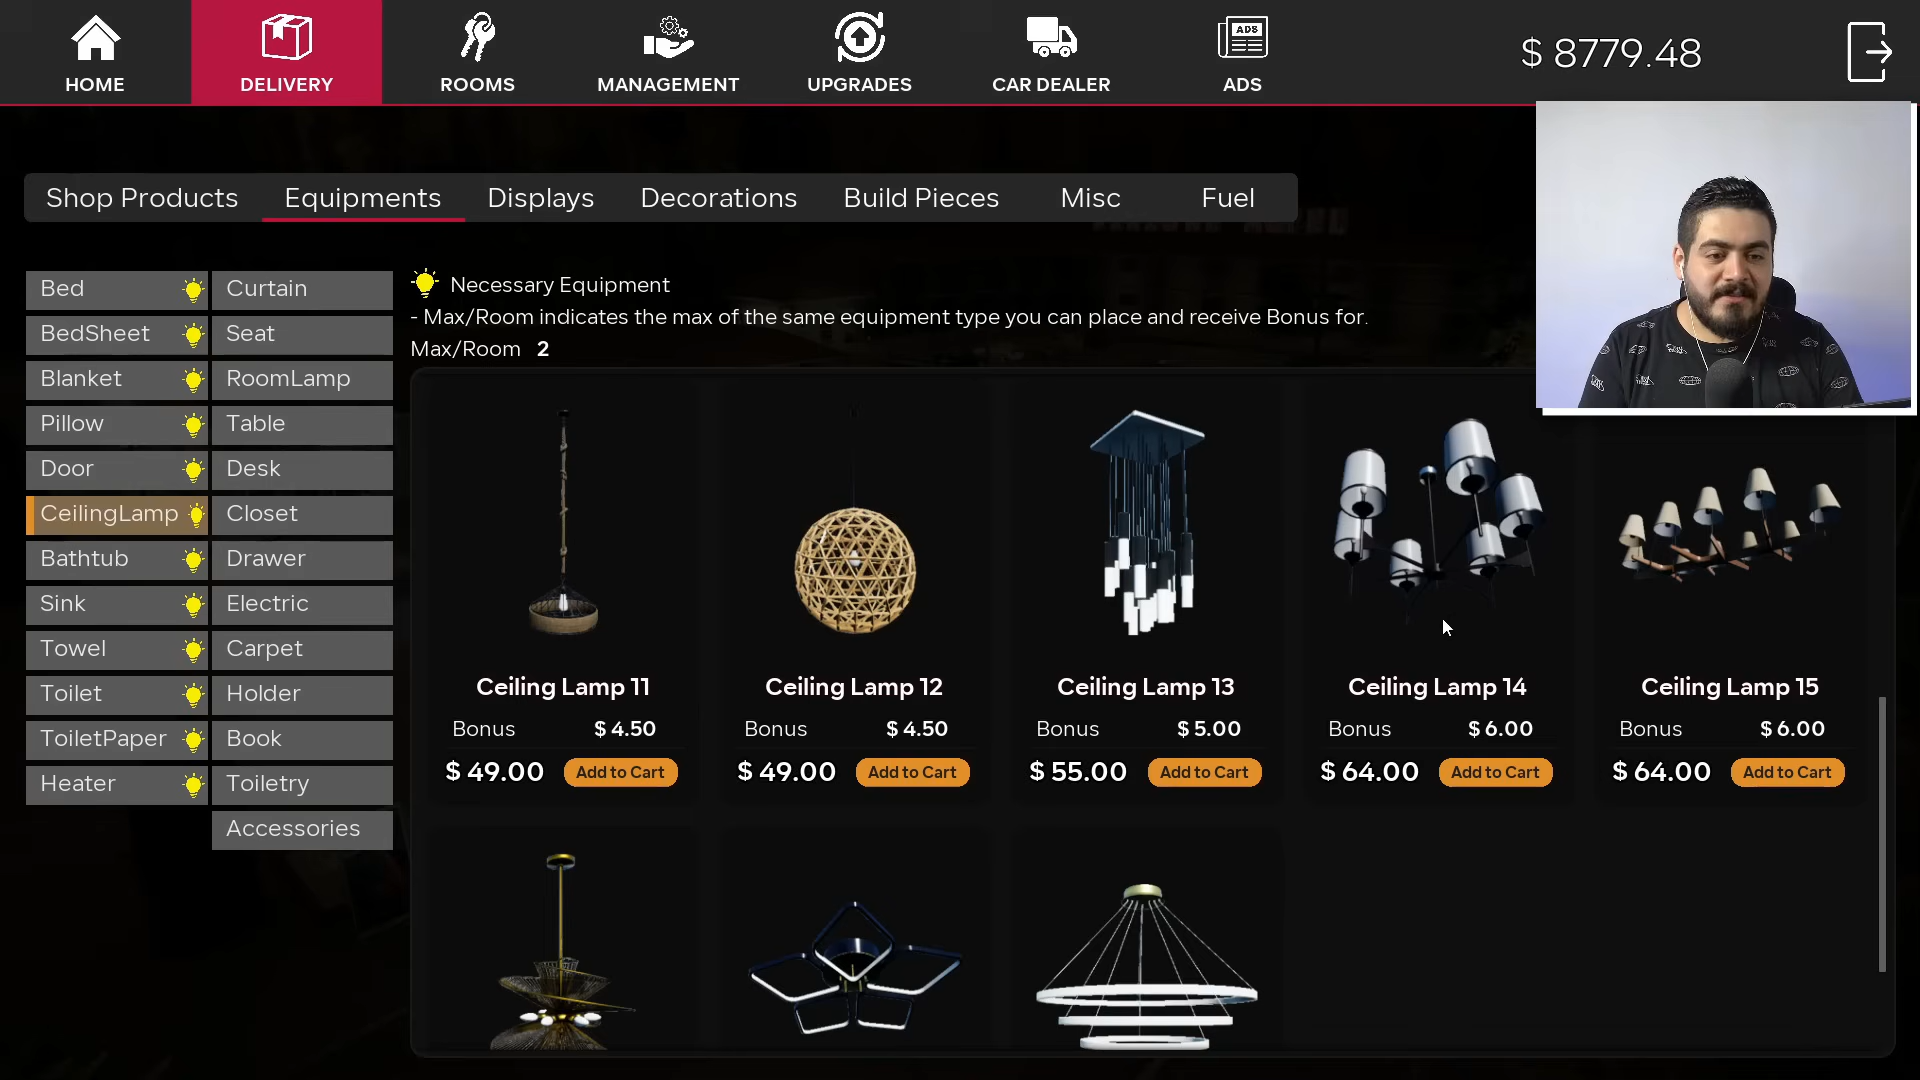 HOME
DELIVERY
ROOMS
MANAGEMENT
UPGRADES
CAR DEALER
ADS
ADS
$ 8779.48
Shop Products
Equipments
Displays
Decorations
Build Pieces
Misc
Fuel
Bed
Curtain
BedSheet
Seat
Blanket
RoomLamp
Pillow
Table
Door
Desk
CeilingLamp
Closet
Bathtub
Drawer
Sink
Electric
Towel
Carpet
Toilet
Holder
ToiletPaper
Book
Heater
Toiletry
Accessories
Necessary Equipment
- Max/Room indicates the max of the same equipment type you can place and receive Bonus for.
Max/Room 2
Ceiling Lamp 11
Bonus $ 4.50
$ 49.00 Add to Cart
Ceiling Lamp 12
Bonus $ 4.50
$ 49.00 Add to Cart
Ceiling Lamp 13
Bonus $ 5.00
$ 55.00 Add to Cart
Ceiling Lamp 14
Bonus $ 6.00
$ 64.00 Add to Cart
Ceiling Lamp 15
Bonus $ 6.00
$ 64.00 Add to Cart